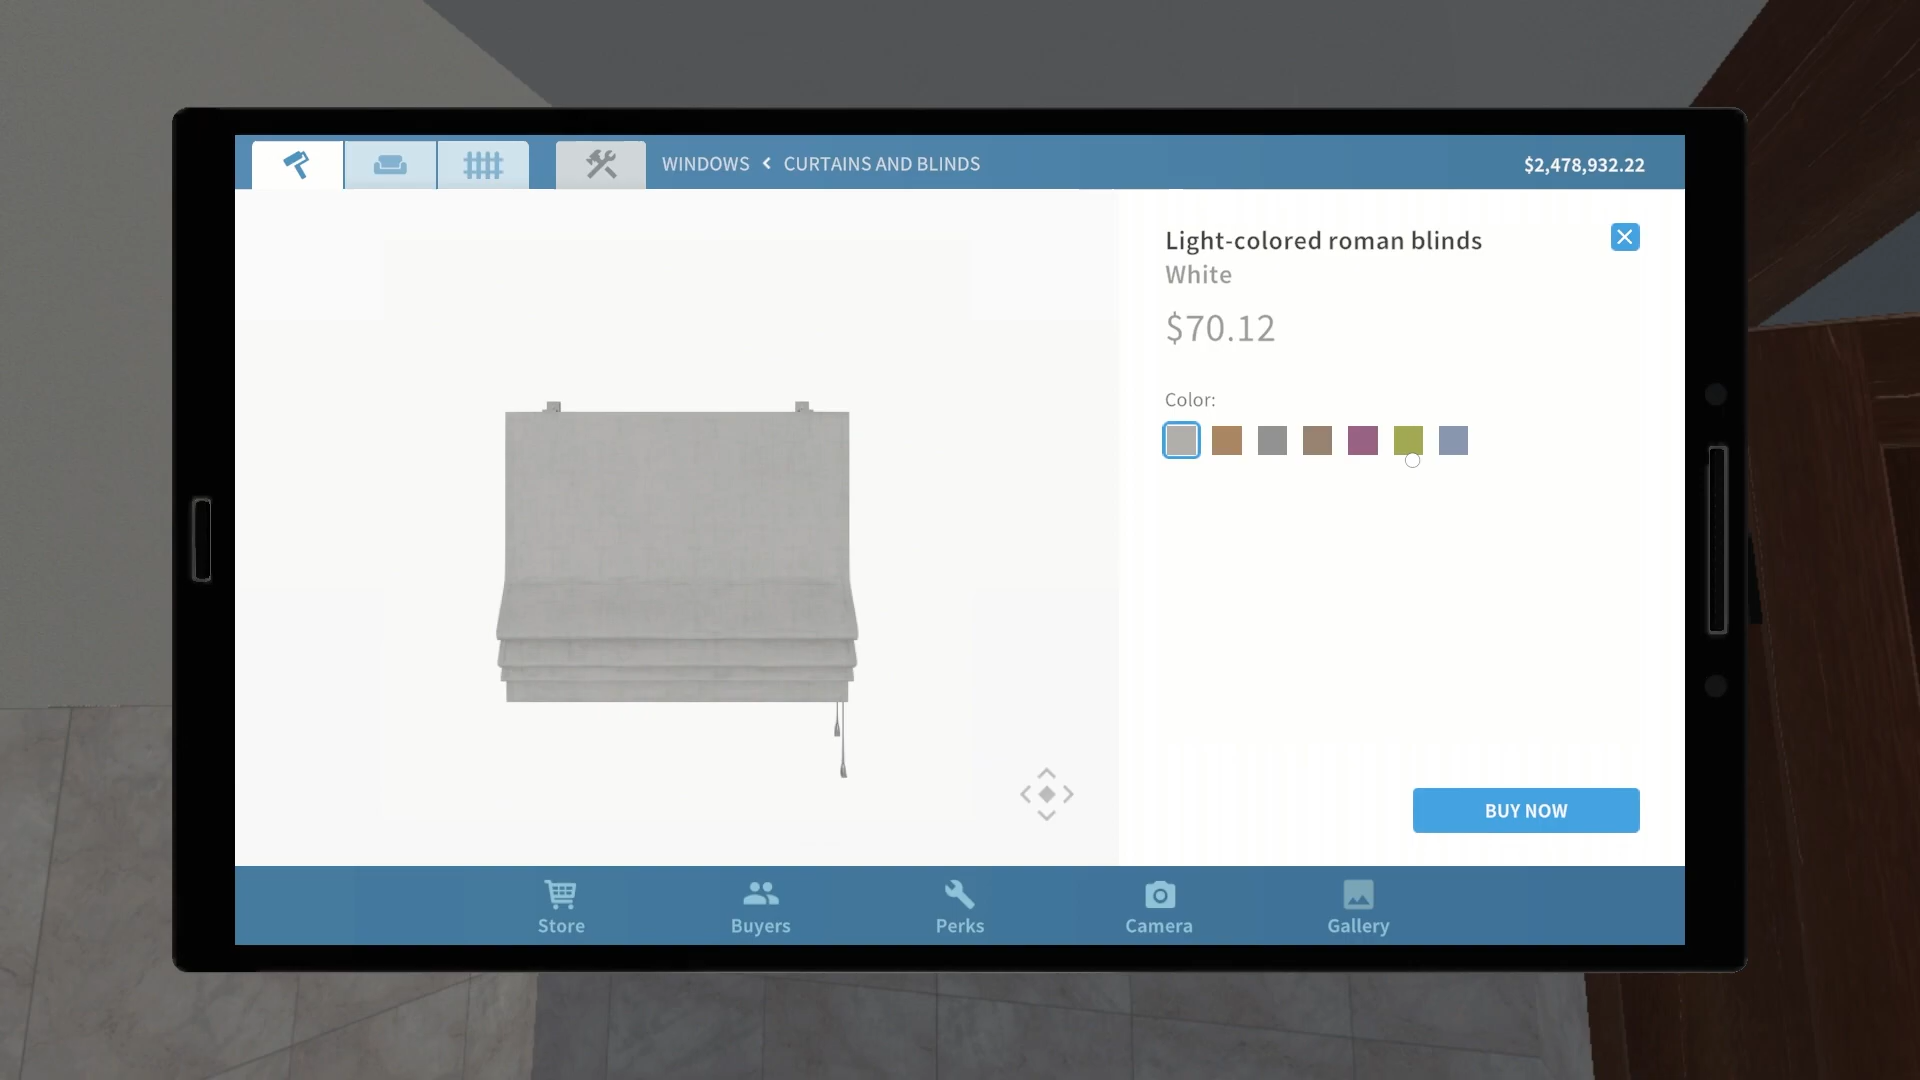 WINDOWS < CURTAINS AND BLINDS
$2,478,932.22
Light-colored roman blinds
White
$70.12
Color:
BUY NOW
Store
Buyers
Perks
Camera
Gallery